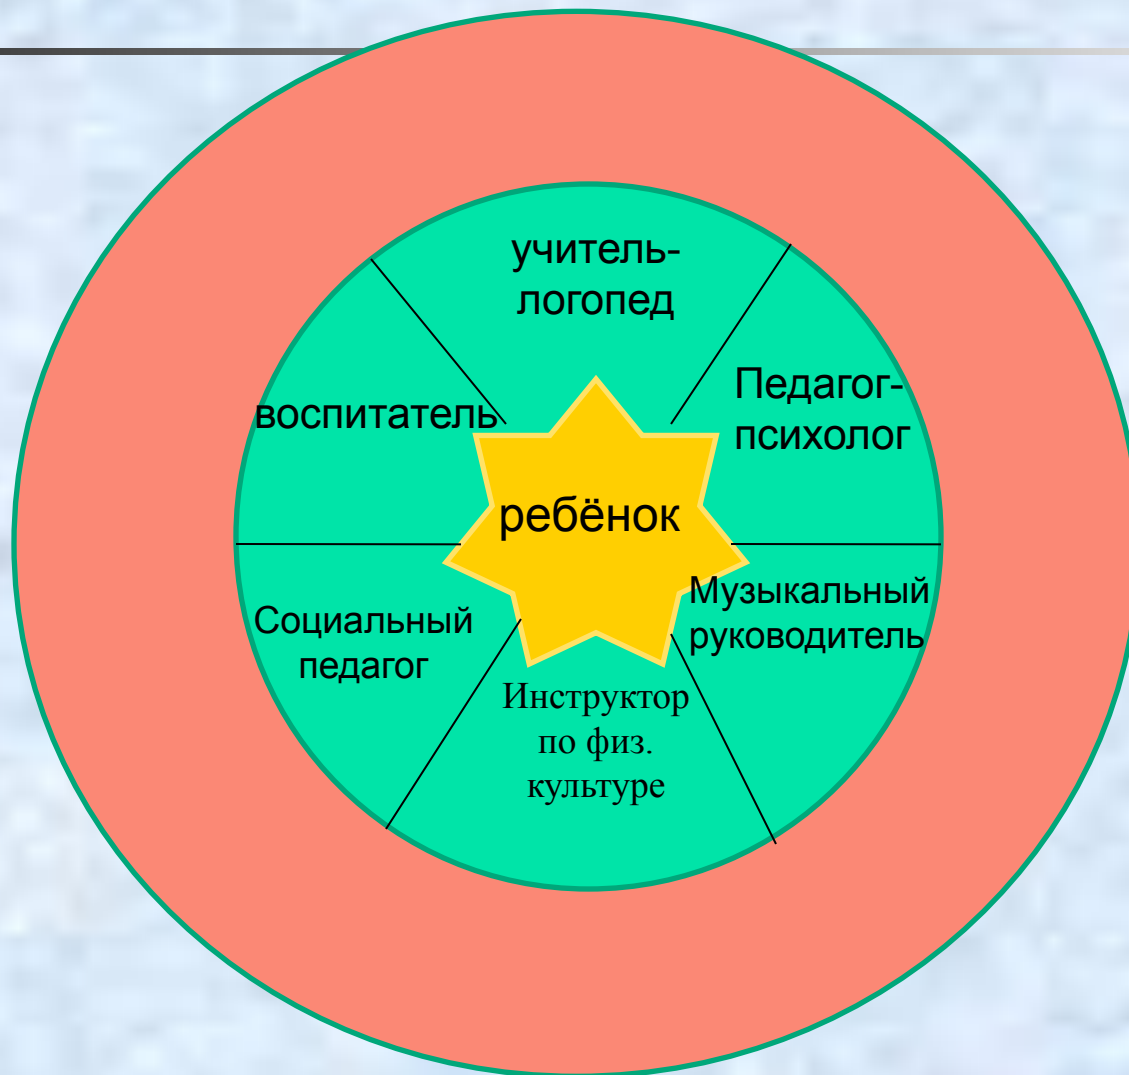 учитель-
логопед
Педагог-
психолог
воспитатель
ребёнок
Музыкальный
руководитель
Социальный
педагог
Инструктор
по физ.
культуре